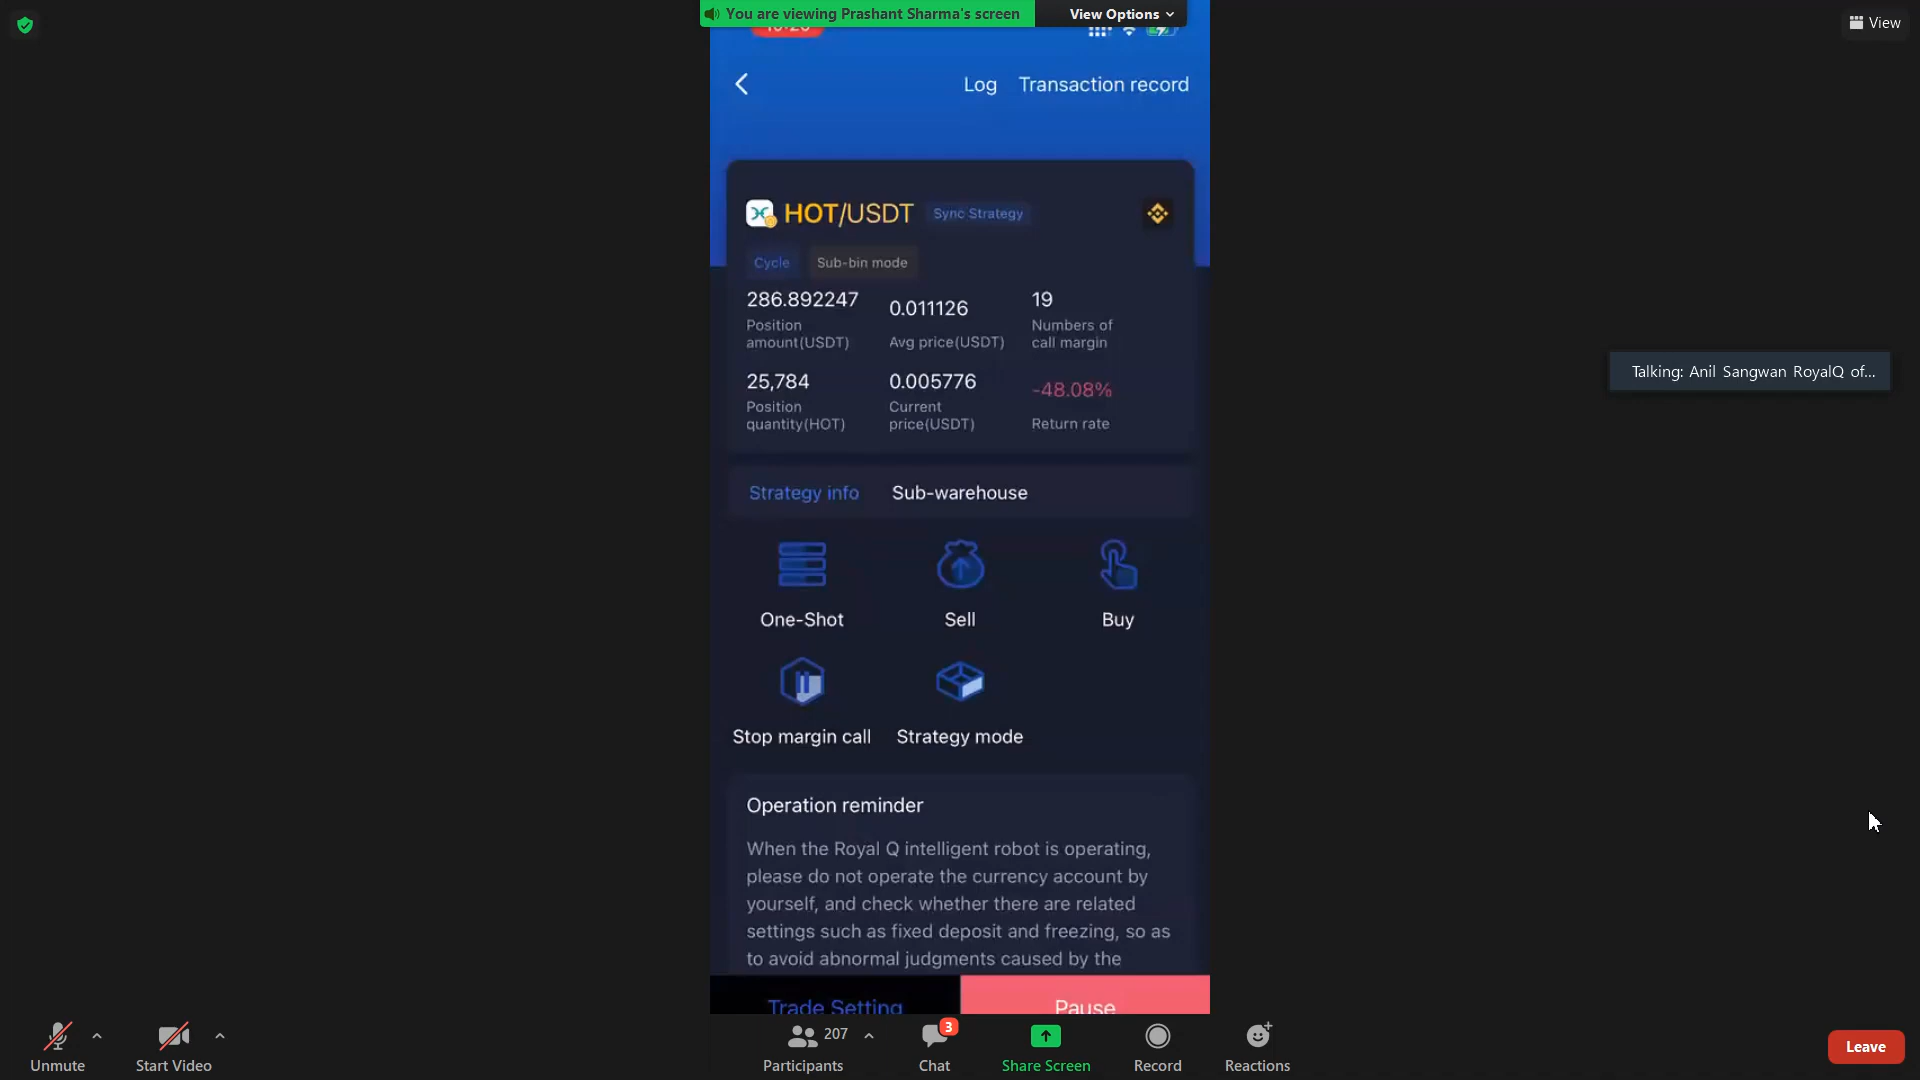 You are viewing Prashant Sharma's screen
View Options
View
Log
Transaction record
HOT/USDT
Sync Strategy
Cycle
Sub-bin mode
286.892247
0.011126
19
Position
amount(USDT)
Avg price(USDT)
Numbers of
call margin
25,784
0.005776
-48.08%
Position
quantity(HOT)
Current
price(USDT)
Return rate
Talking: Anil Sangwan RoyalQ of...
Strategy info
Sub-warehouse
One-Shot
Sell
Buy
Stop margin call
Strategy mode
Operation reminder
When the Royal Q intelligent robot is operating,
please do not operate the currency account by
yourself, and check whether there are related
settings such as fixed deposit and freezing, so as
to avoid abnormal judgments caused by the
Trade Setting
Pause
Unmute
Start Video
207
Participants
3
Chat
Share Screen
Record
Reactions
Leave